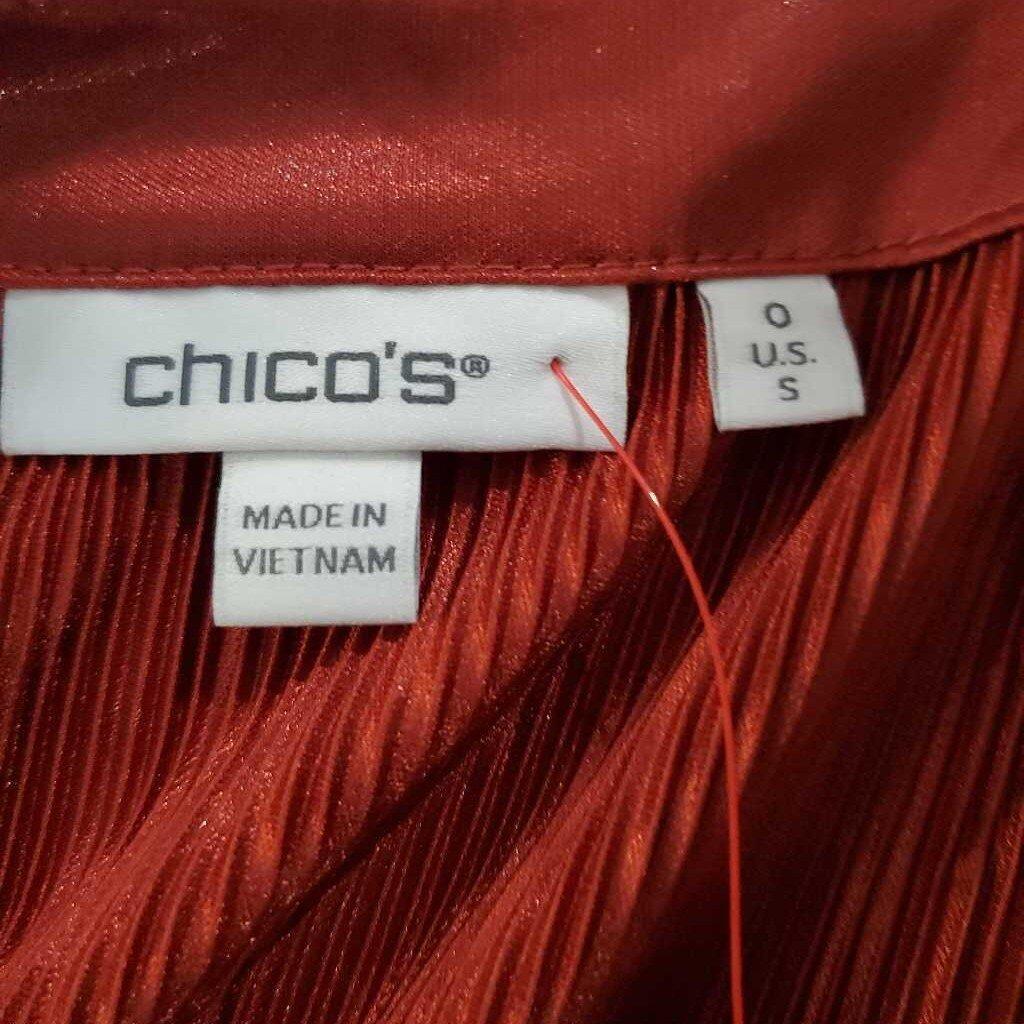 chico's®
0
U.S.
S
MADE IN
VIETNAM